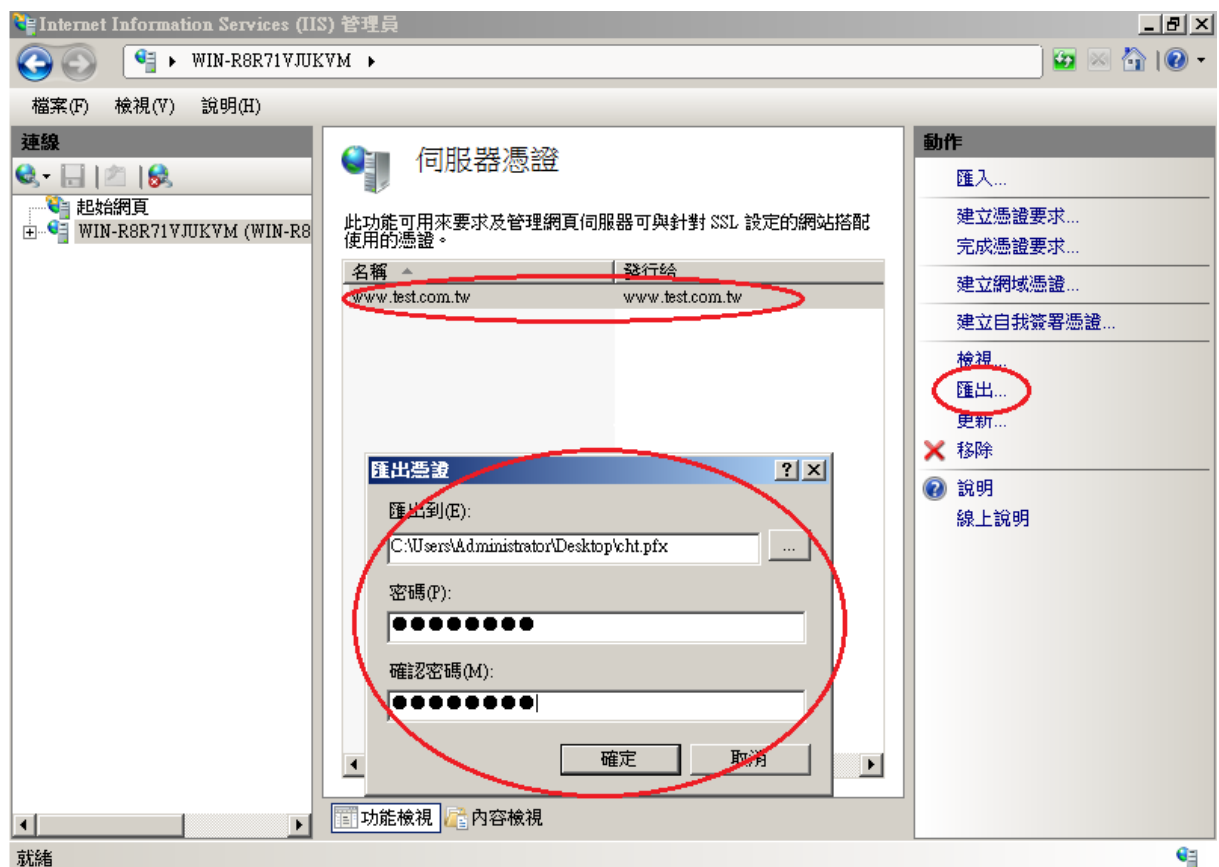 Internet Information Services (IIS) 管理員
WIN-R8R71VJUKVM
檔案(F) 檢視(V) 說明(H)
連線
起始網頁
WIN-R8R71VJUKVM (WIN-R8
伺服器憑證
此功能可用來要求及管理網頁伺服器可與針對 SSL 設定的網站搭配
使用的憑證。
名稱 發行給
www.test.com.tw www.test.com.tw
匯出憑證
匯出到(E):
C:\Users\Administrator\Desktop\cht.pfx
...
密碼(P):
●●●●●●●●
確認密碼(M):
●●●●●●●●
確定 取消
功能檢視 內容檢視
動作
匯入...
建立憑證要求...
完成憑證要求...
建立網域憑證...
建立自我簽署憑證...
檢視...
匯出...
更新...
移除
說明
線上說明
就緒